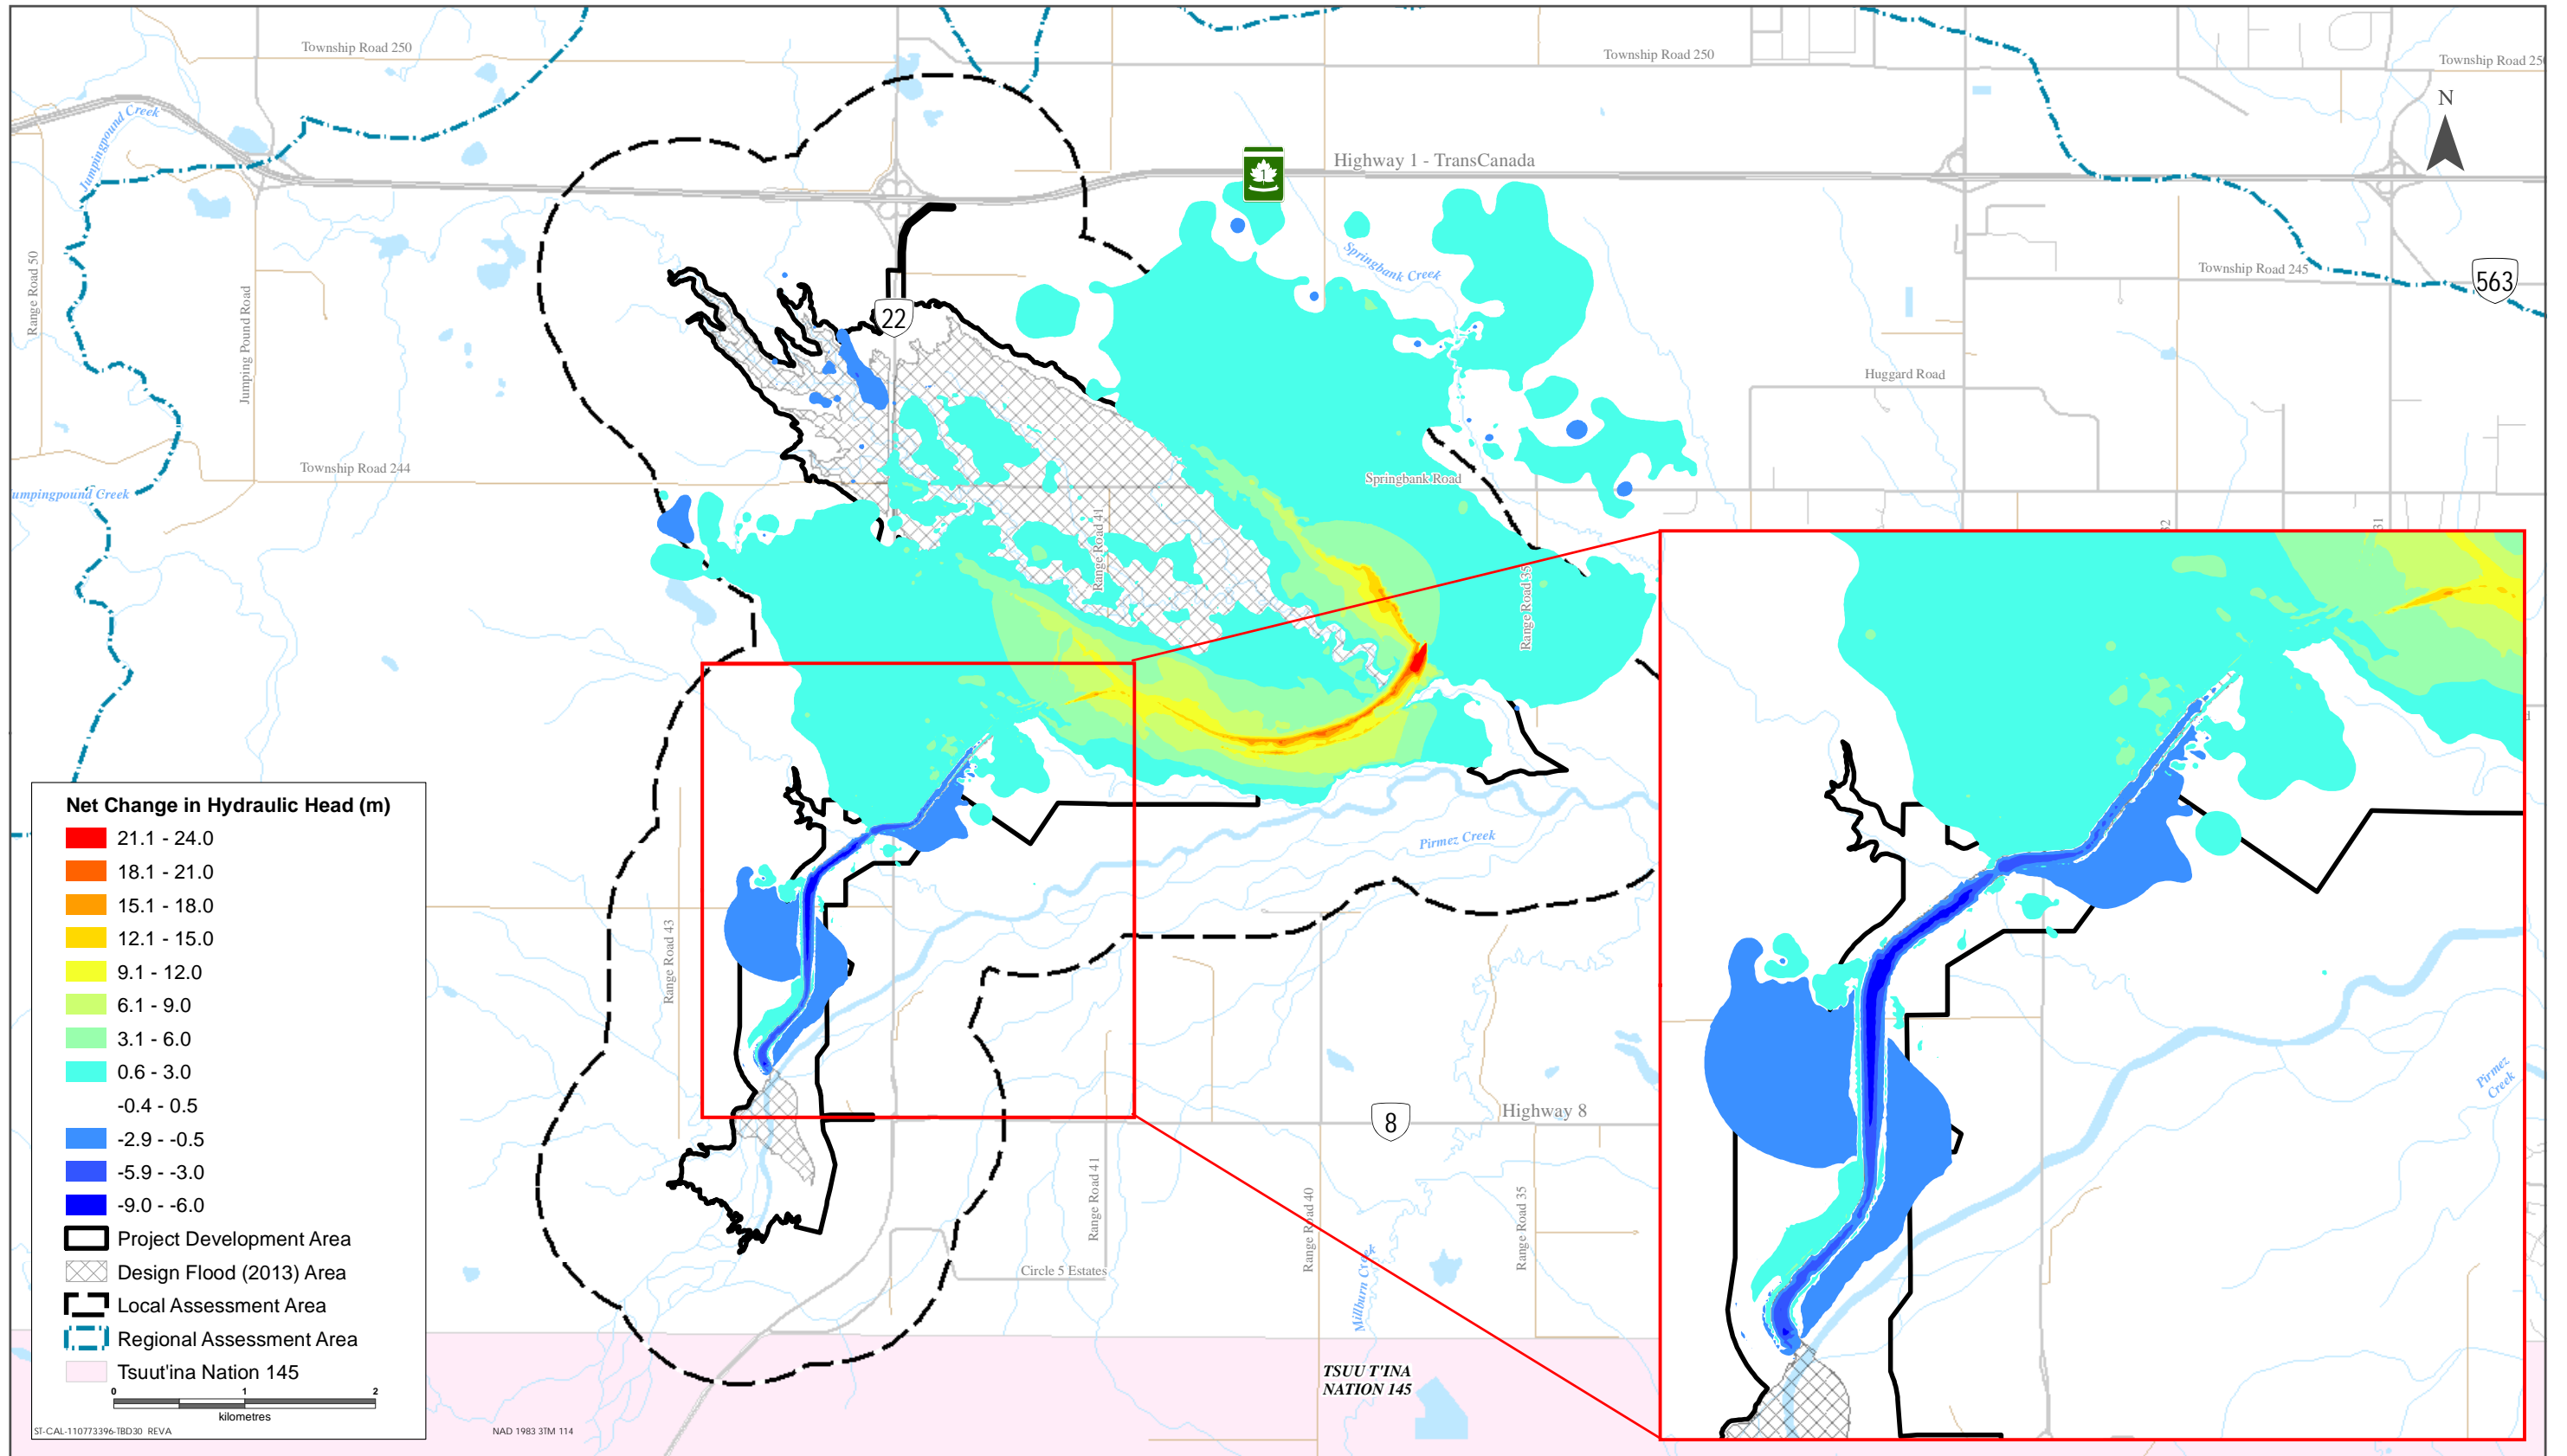 Township Road 250
Township Road 250
Township Road 250
N
Jumpingpound Creek
1
Highway 1 - TransCanada
Springbank Creek
Township Road 245
563
Range Road 50
Jumping Pound Road
22
Huggard Road
Township Road 244
Springbank Road
umpingpound Creek
Range Road 41
32
31
Range Road 35
d
Net Change in Hydraulic Head (m)
21.1 - 24.0
18.1 - 21.0
15.1 - 18.0
12.1 - 15.0
9.1 - 12.0
6.1 - 9.0
3.1 - 6.0
0.6 - 3.0
-0.4 - 0.5
-2.9 - -0.5
-5.9 - -3.0
-9.0 - -6.0
Project Development Area
Design Flood (2013) Area
Local Assessment Area
Regional Assessment Area
Tsuut'ina Nation 145
0 1 2
kilometres
ST-CAL-110773396-TBD30 REVA
NAD 1983 3TM 114
Pirmez Creek
Range Road 43
Pirmez
Creek
8
Highway 8
Range Road 41
Range Road 40
Range Road 35
Circle 5 Estates
Millburn Creek
TSUU T'INA
NATION 145